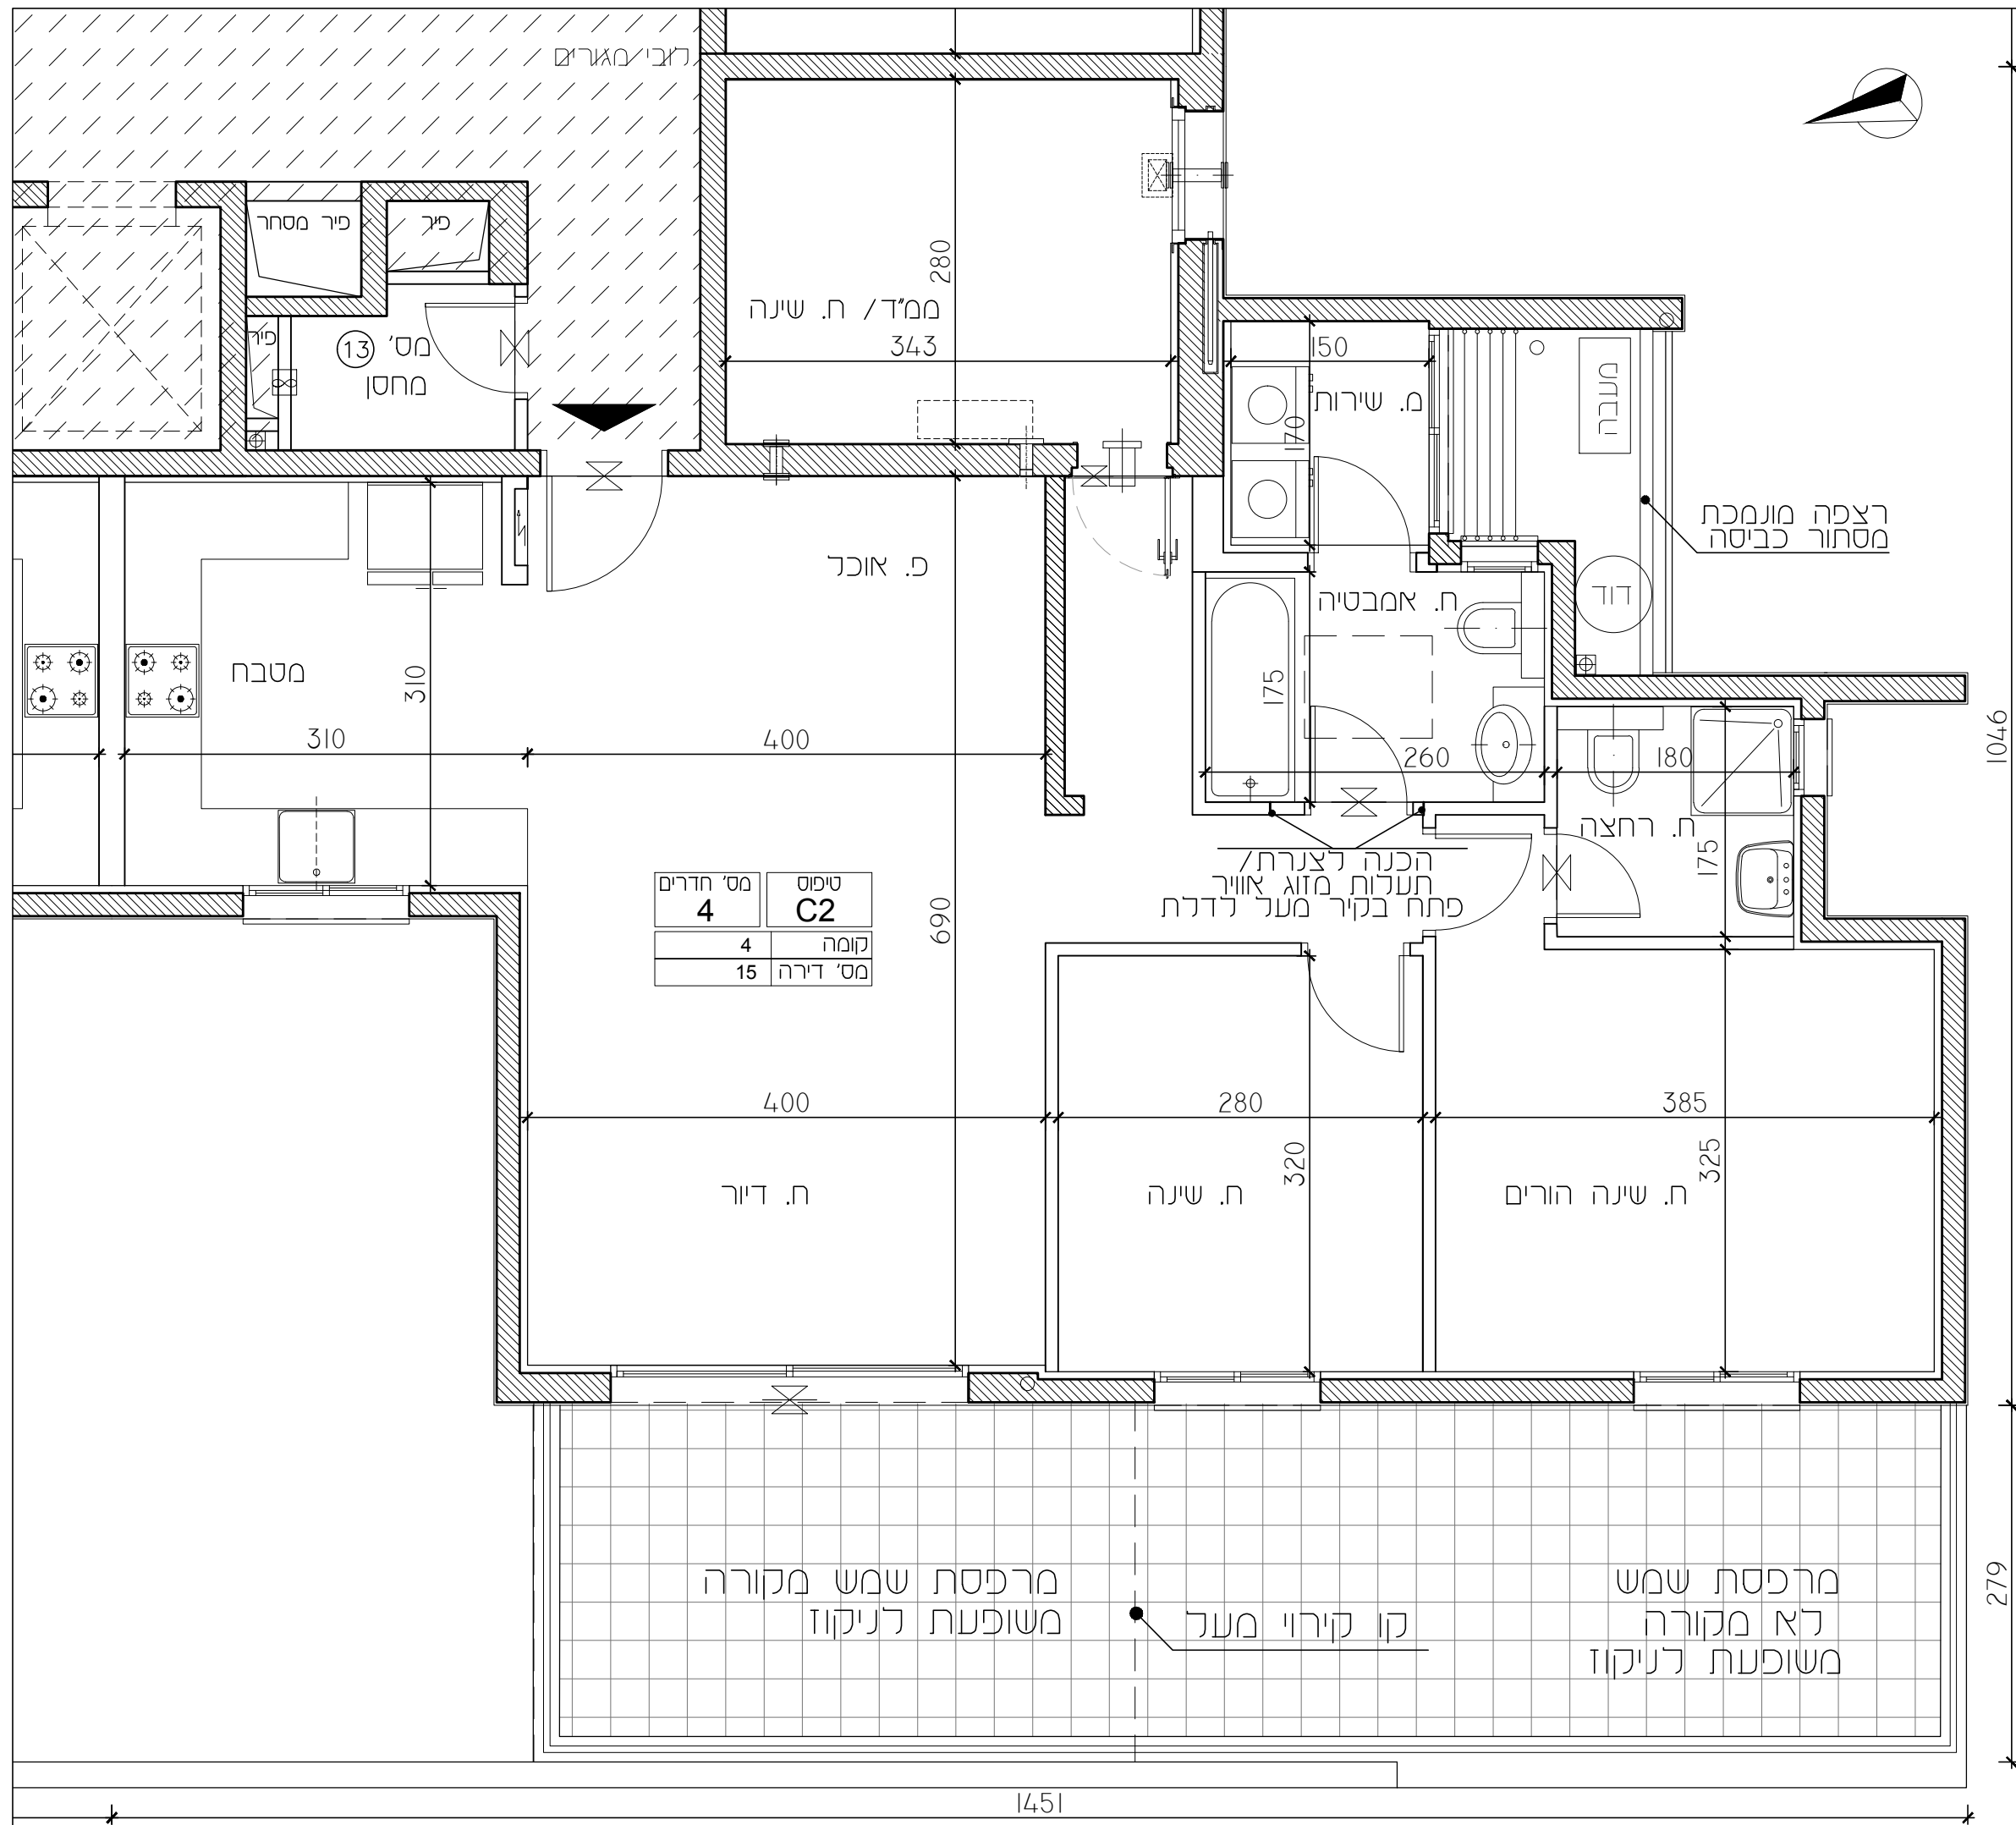 לובי מגורים
פיר מסחר
פיר
פיר
מס' 13
מחסן
280
ממ"ד/ ח. שינה
343
150
מ. שירות
170
מעבה
רצפה מונמכת
מסתור כביסה
דוד
פ. אוכל
ח. אמבטיה
מטבח
310
175
310
400
260
180
1046
ח. רחצה
175
הכנה לצנרת/
תעלות מזוג אוויר
פתח בקיר מעל לדלת
טיפוס
C2
מס' חדרים
4
קומה 4
מס' דירה 15
690
400
280
385
320
325
ח. דיור
ח. שינה
ח. שינה הורים
מרפסת שמש מקורה
משופעת לניקוז
קו קירוי מעל
מרפסת שמש
לא מקורה
משופעת לניקוז
279
1451